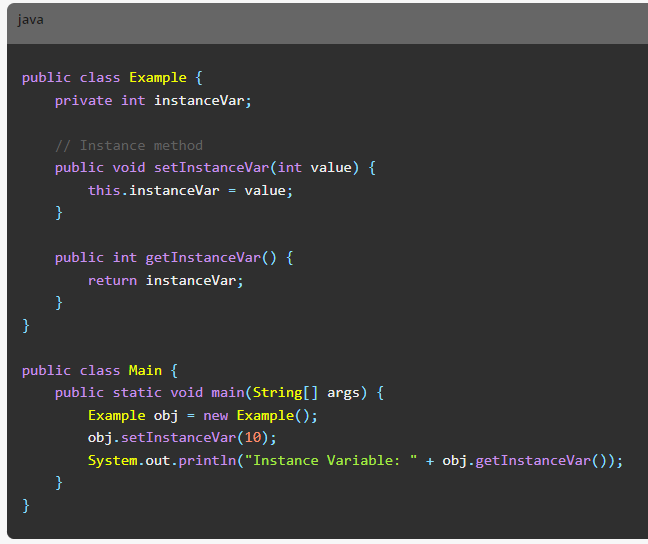 java
public class Example {
    private int instanceVar;
    // Instance method
    public void setInstanceVar(int value) {
        this.instanceVar = value;
    }
    public int getInstanceVar() {
        return instanceVar;
    }
}
public class Main {
    public static void main(String[] args) {
        Example obj = new Example();
        obj.setInstanceVar(10);
        System.out.println("Instance Variable: " + obj.getInstanceVar());
    }
}